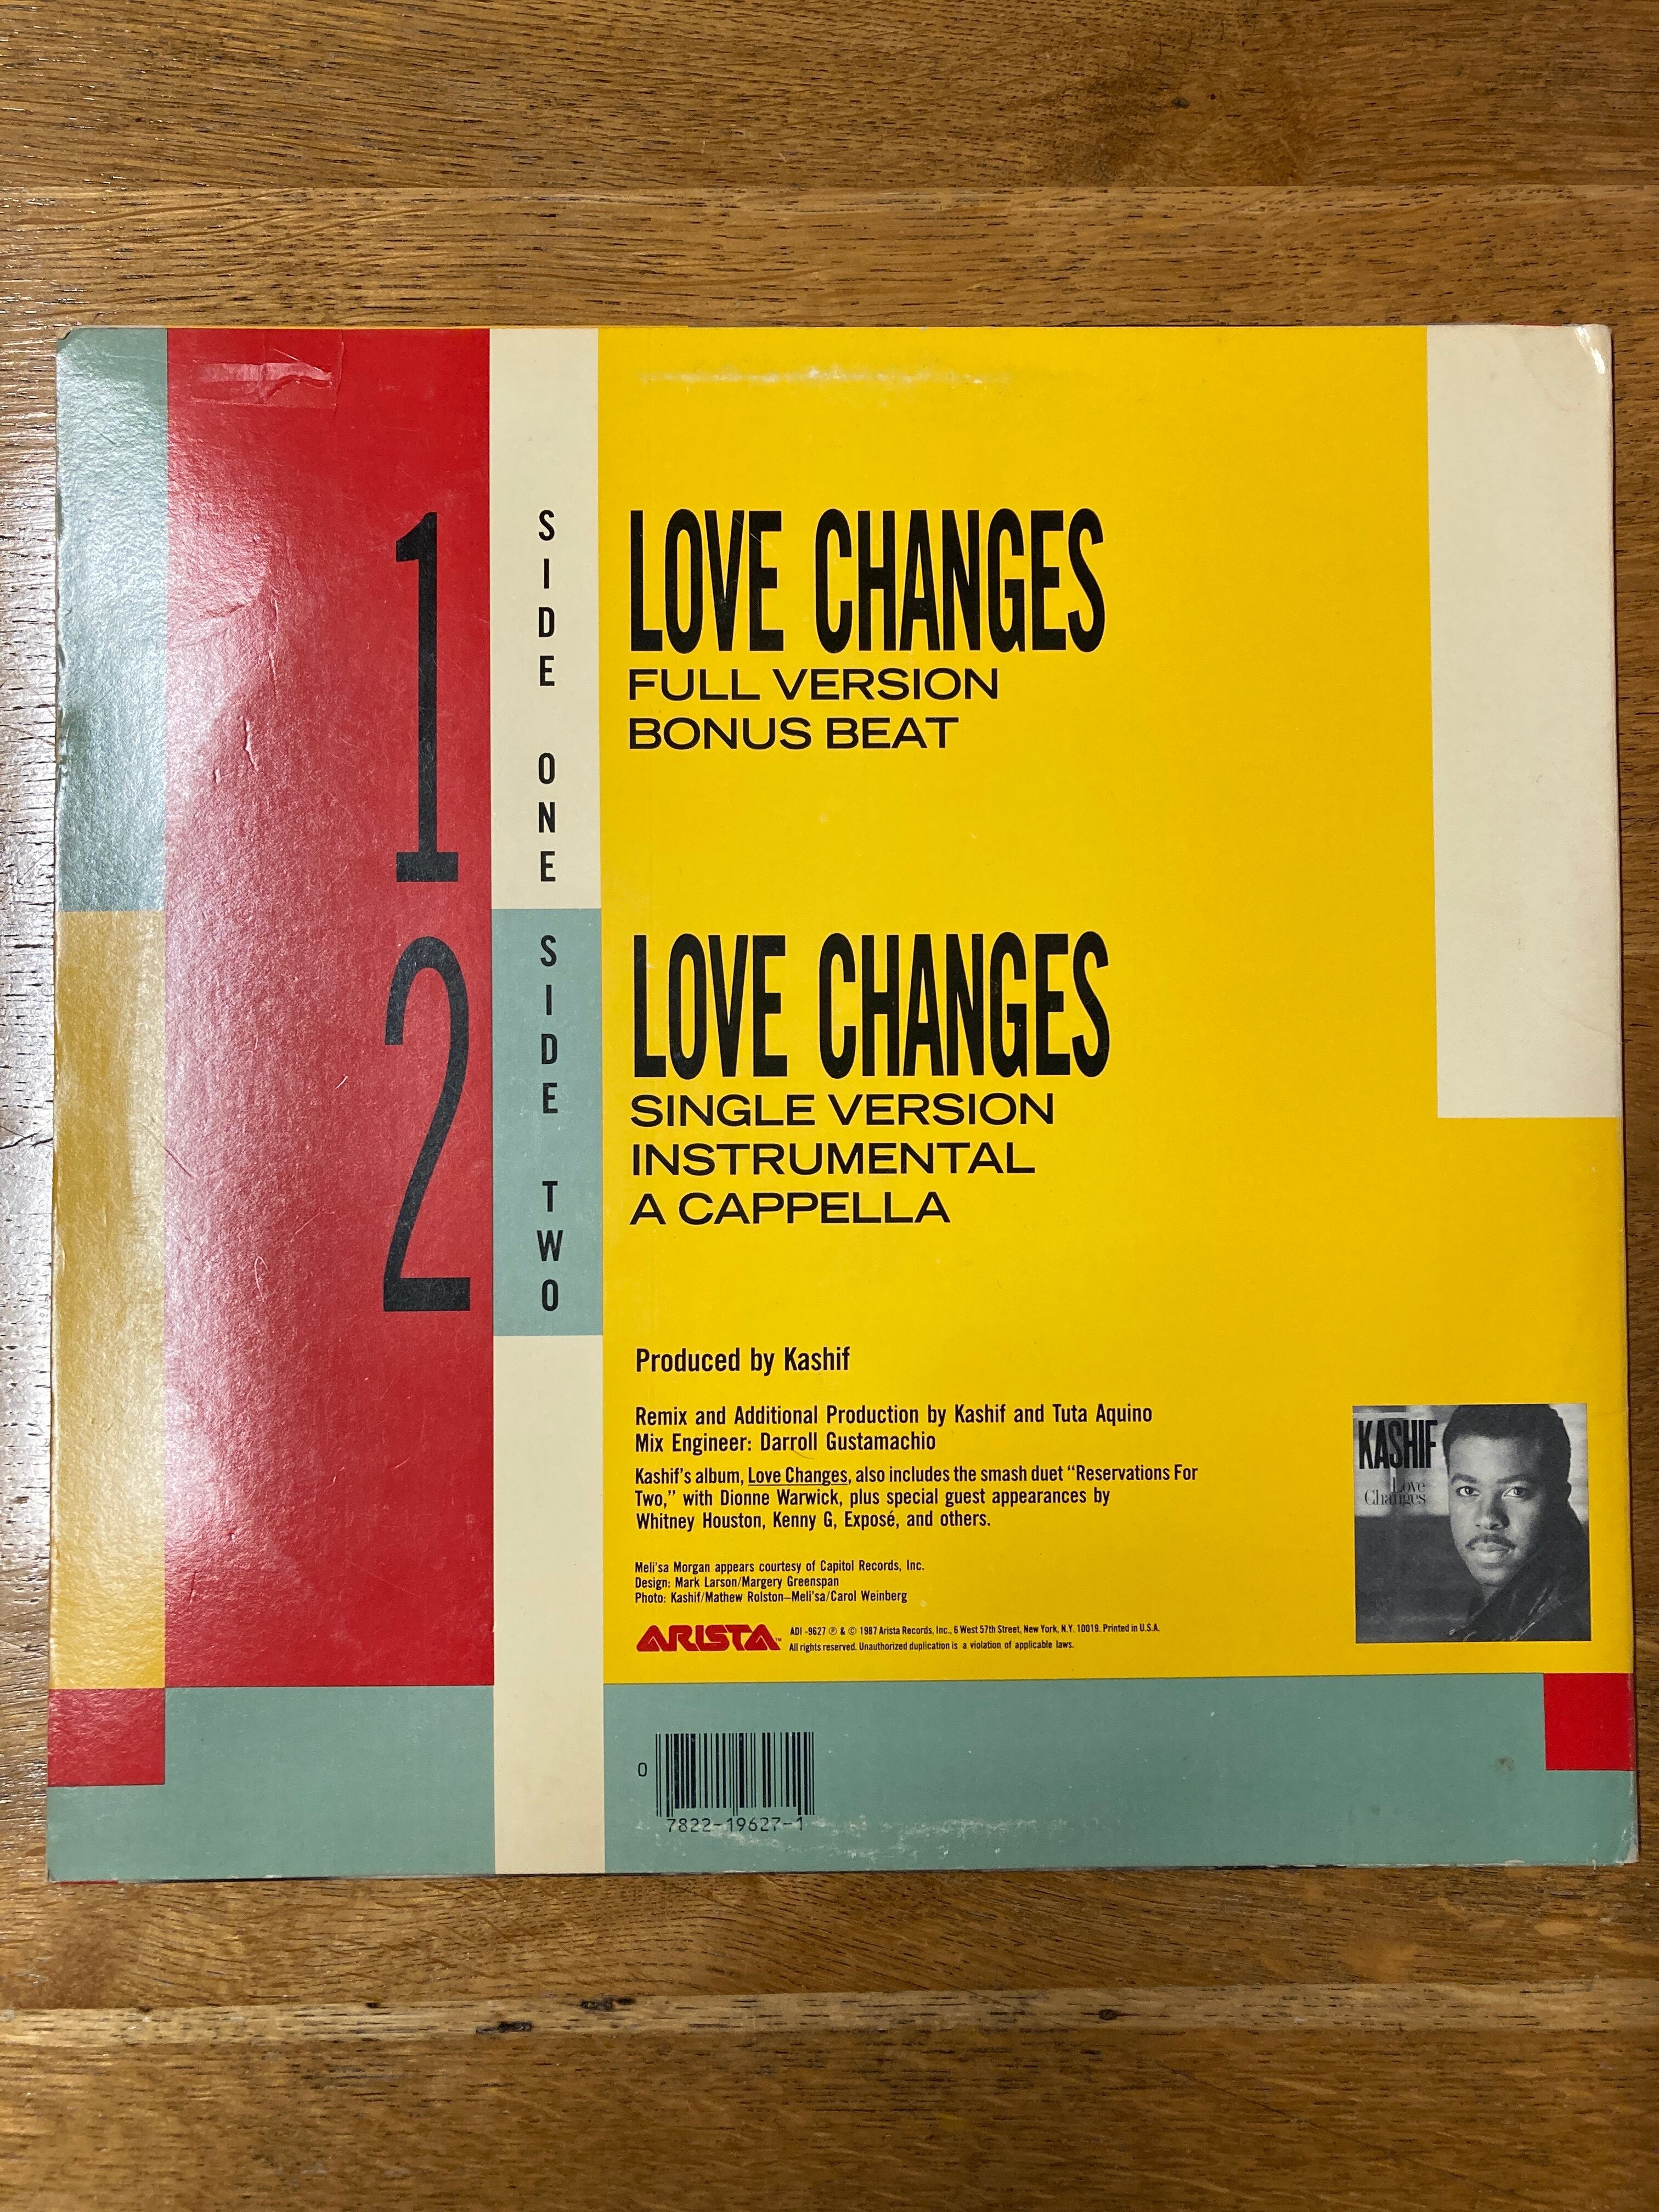 1
SIDE ONE
LOVE CHANGES
FULL VERSION
BONUS BEAT
2
SIDE TWO
LOVE CHANGES
SINGLE VERSION
INSTRUMENTAL
A CAPPELLA
Produced by Kashif
Remix and Additional Production by Kashif and Tuta Aquino
Mix Engineer: Darroll Gustamachio
Kashif's album, Love Changes, also includes the smash duet “Reservations For
Two,” with Dionne Warwick, plus special guest appearances by
Whitney Houston, Kenny G, Exposé, and others.
Meli'sa Morgan appears courtesy of Capitol Records, Inc.
Design: Mark Larson/Margery Greenspan
Photo: Kashif/Mathew Rolston—Meli'sa/Carol Weinberg
ARISTA™
AD1-9627 ℗ & © 1987 Arista Records, Inc., 6 West 57th Street, New York, N.Y. 10019. Printed in U.S.A.
All rights reserved. Unauthorized duplication is a violation of applicable laws.
KASHIF
Love
Changes
0
7822-19627-1